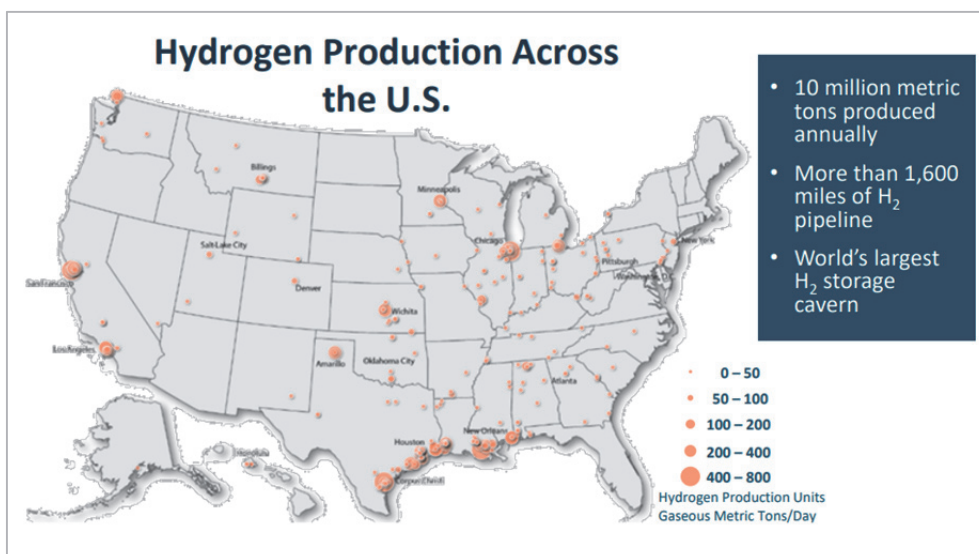 Hydrogen Production Across
the U.S.
• 10 million metric
tons produced
annually
• More than 1,600
miles of H₂
pipeline
• World's largest
H₂ storage
cavern
Billings
Minneapolis
Chicago
New York
Salt Lake City
Pittsburgh
Washington, D.C.
San Francisco
Denver
Wichita
Los Angeles
Amarillo
Oklahoma City
Atlanta
New Orleans
Houston
Honolulu
Corpus Christi
0 – 50
50 – 100
100 – 200
200 – 400
400 – 800
Hydrogen Production Units
Gaseous Metric Tons/Day